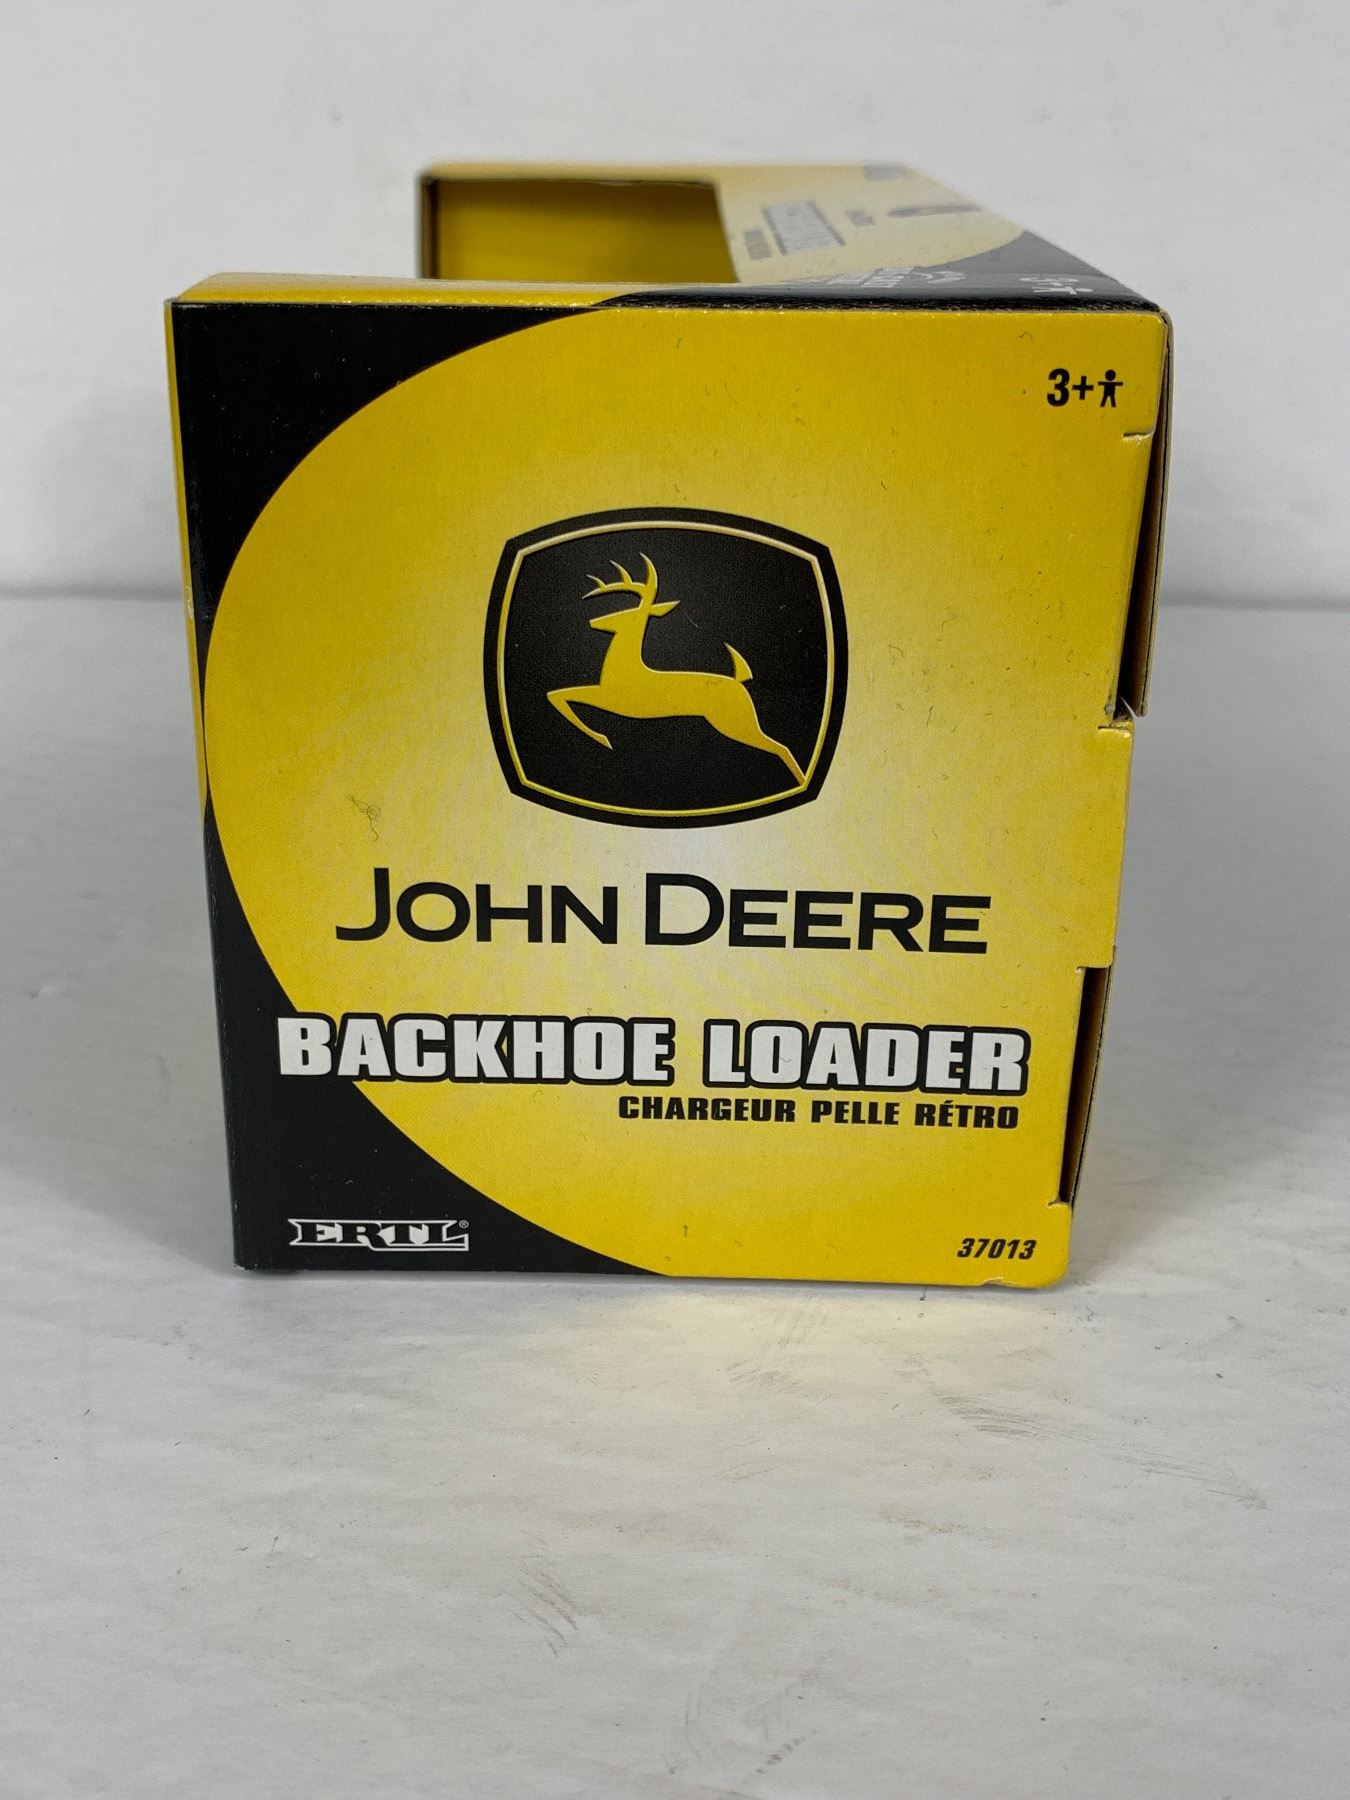 3+
JOHN DEERE
BACKHOE LOADER
CHARGEUR PELLE RÉTRO
ERTL®
37013